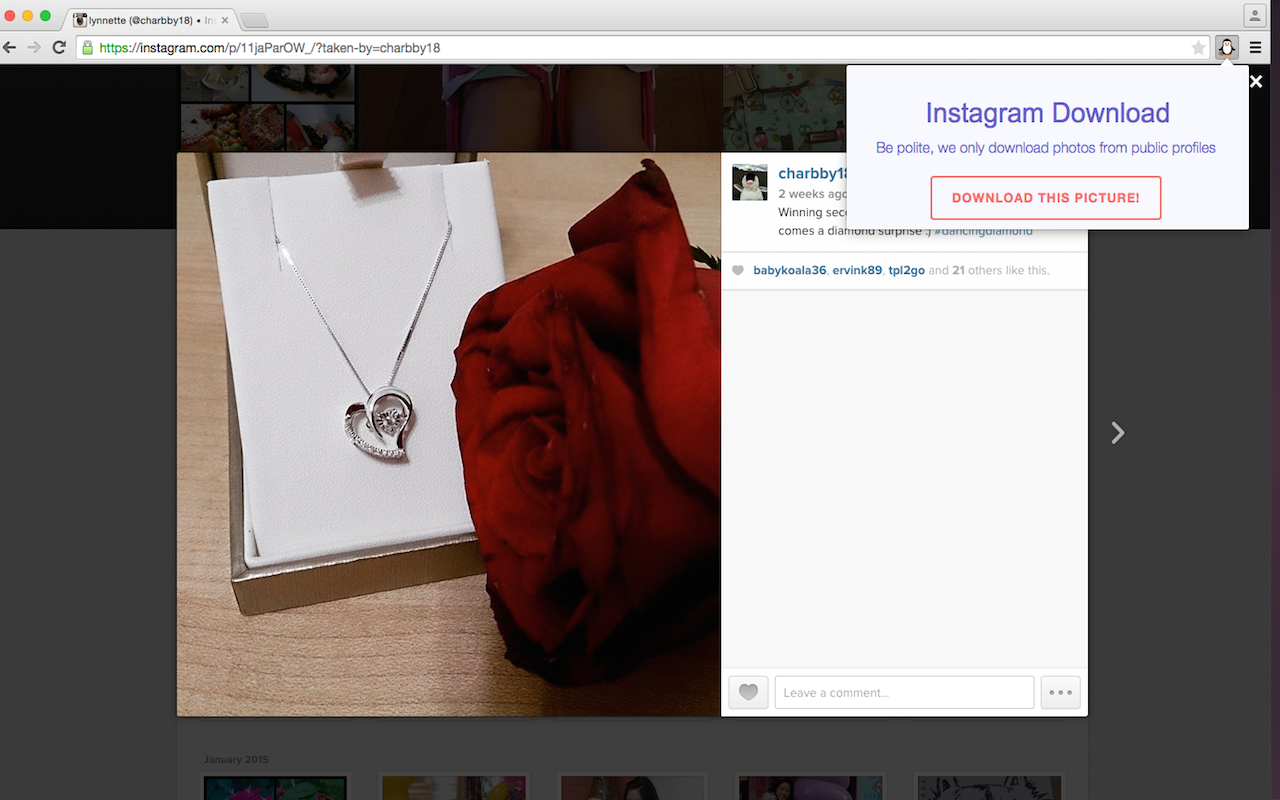 lynnette (@charbby18) • In
https://instagram.com/p/11jaParOW_/?taken-by=charbby18
Instagram Download
Be polite, we only download photos from public profiles
DOWNLOAD THIS PICTURE!
charbby18
2 weeks ago
Winning sec
comes a diamond surprise :) #dancingdiamond
babykoala36, ervink89, tpl2go and 21 others like this.
Leave a comment...
January 2015